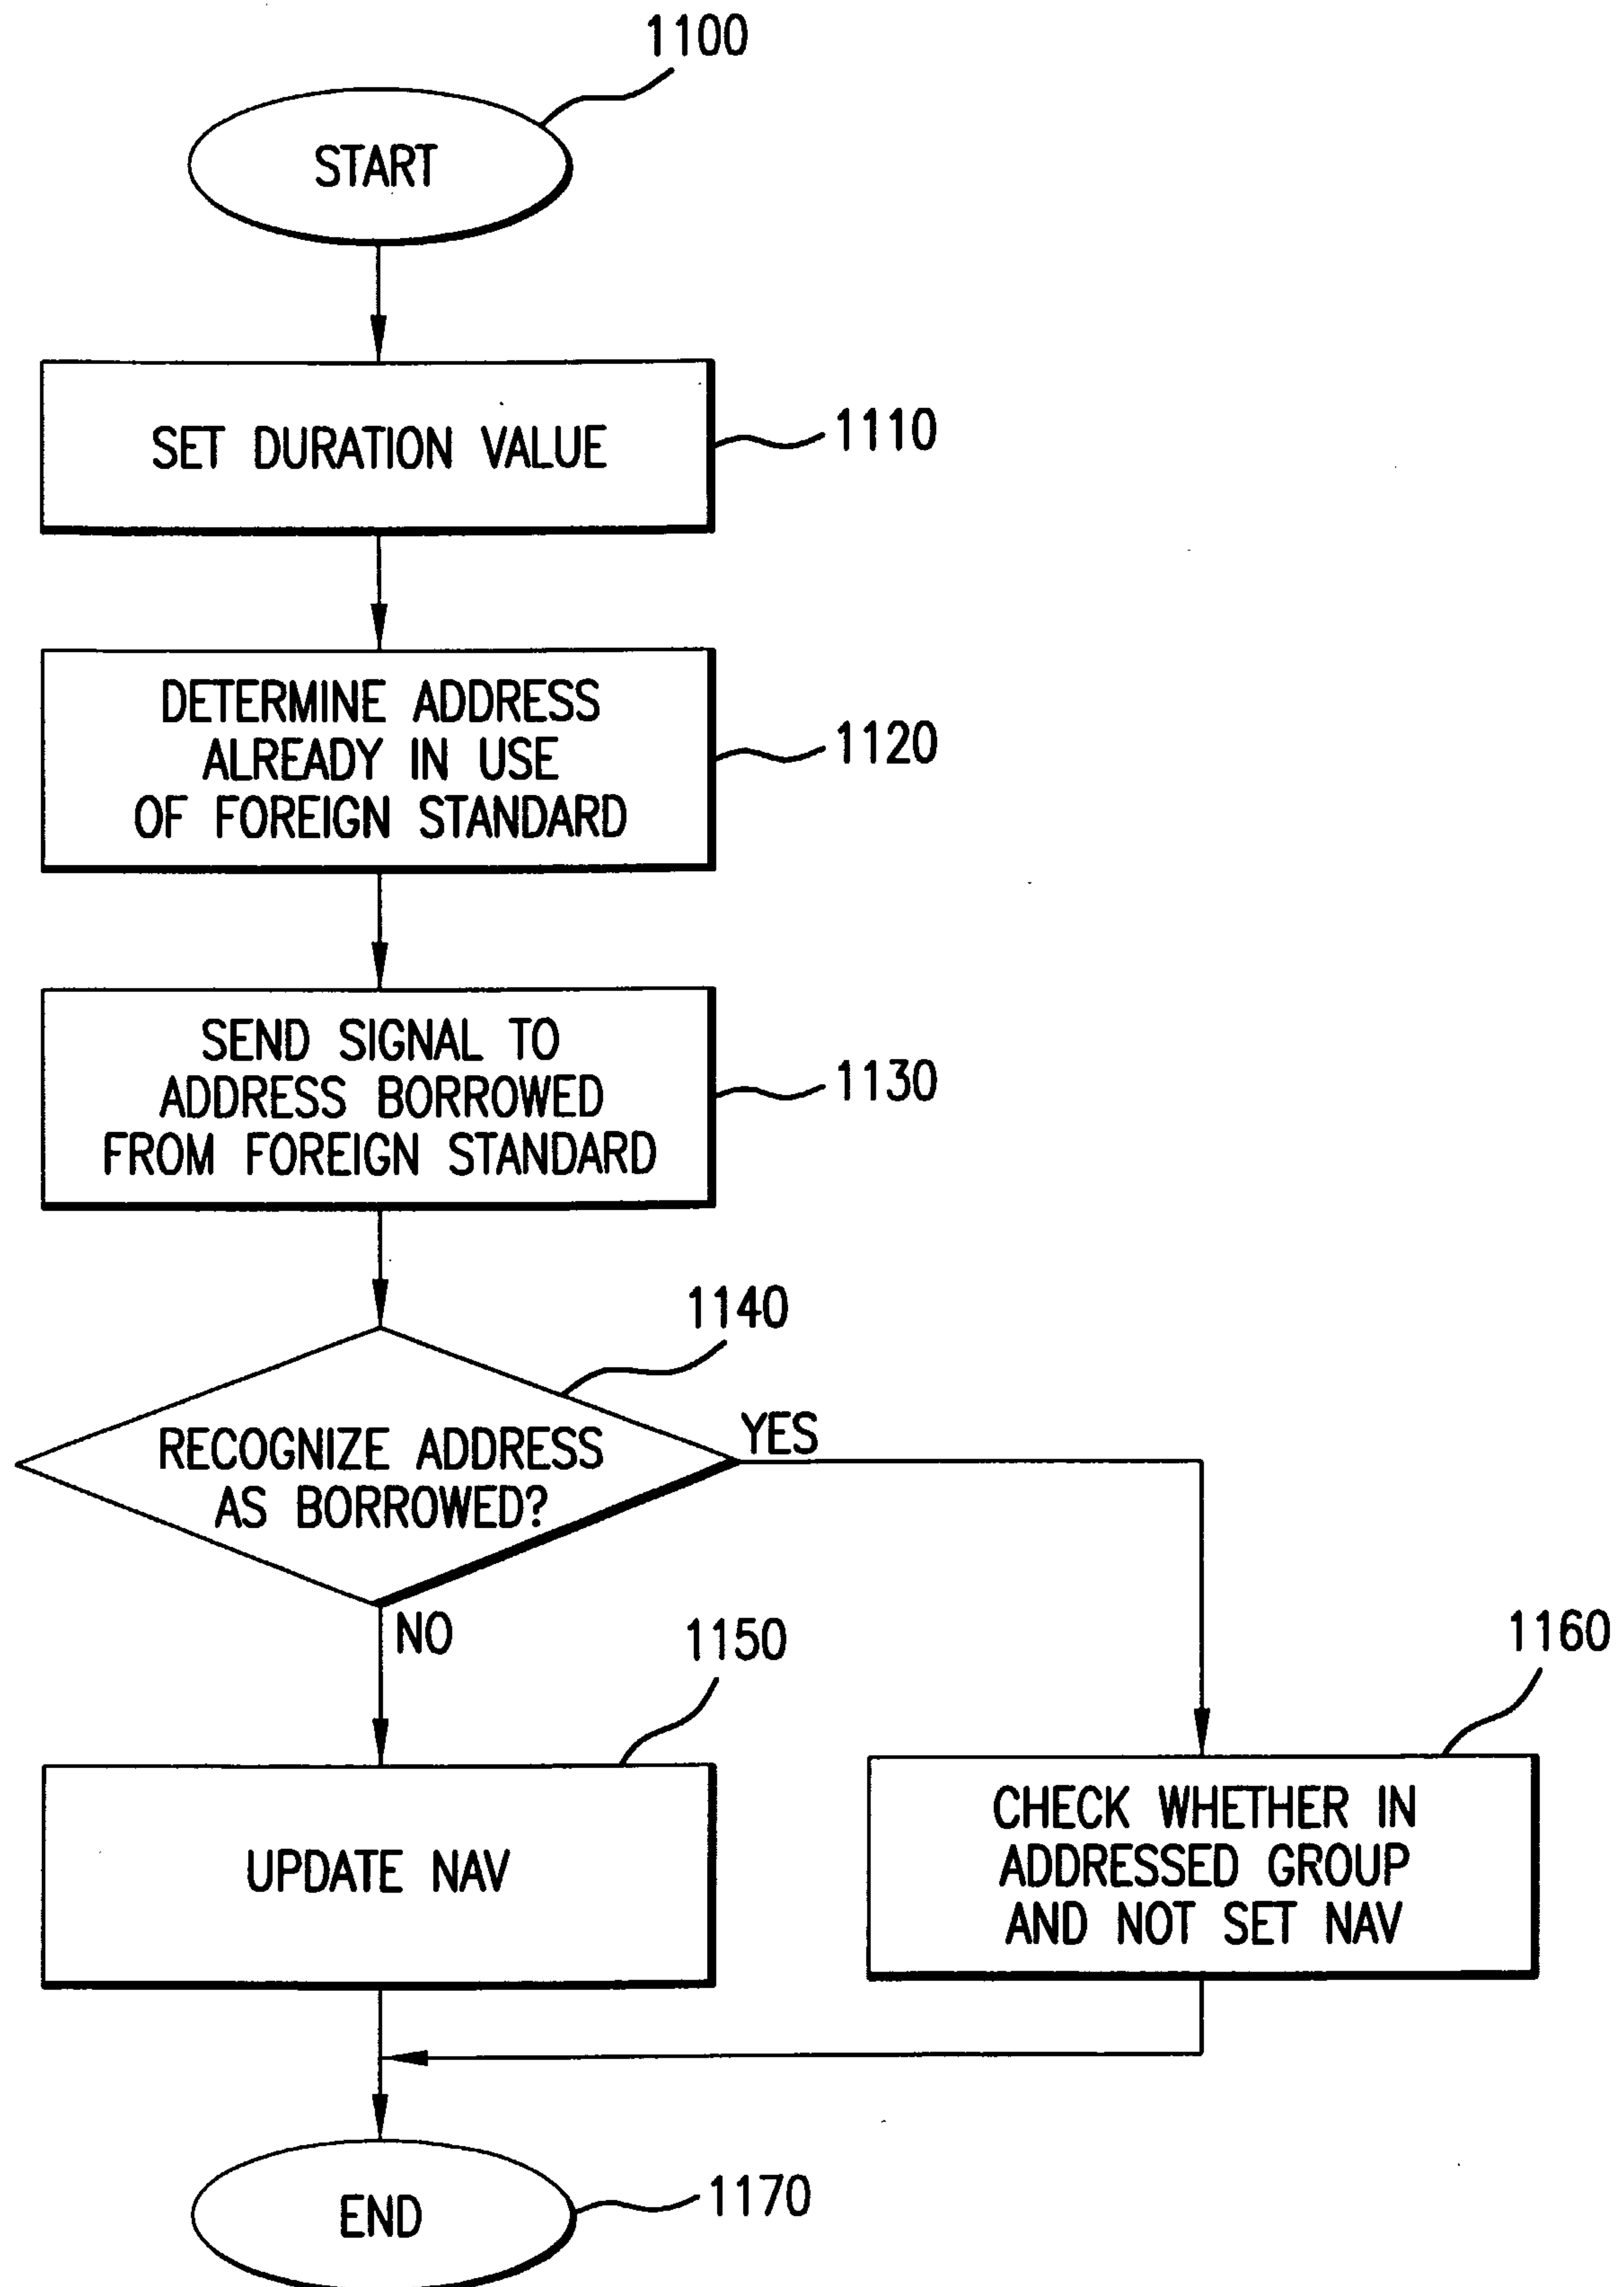 1100
START
SET DURATION VALUE
1110
DETERMINE ADDRESS
ALREADY IN USE
OF FOREIGN STANDARD
1120
SEND SIGNAL TO
ADDRESS BORROWED
FROM FOREIGN STANDARD
1130
1140
RECOGNIZE ADDRESS
AS BORROWED?
YES
NO
1150
UPDATE NAV
1160
CHECK WHETHER IN
ADDRESSED GROUP
AND NOT SET NAV
END
1170